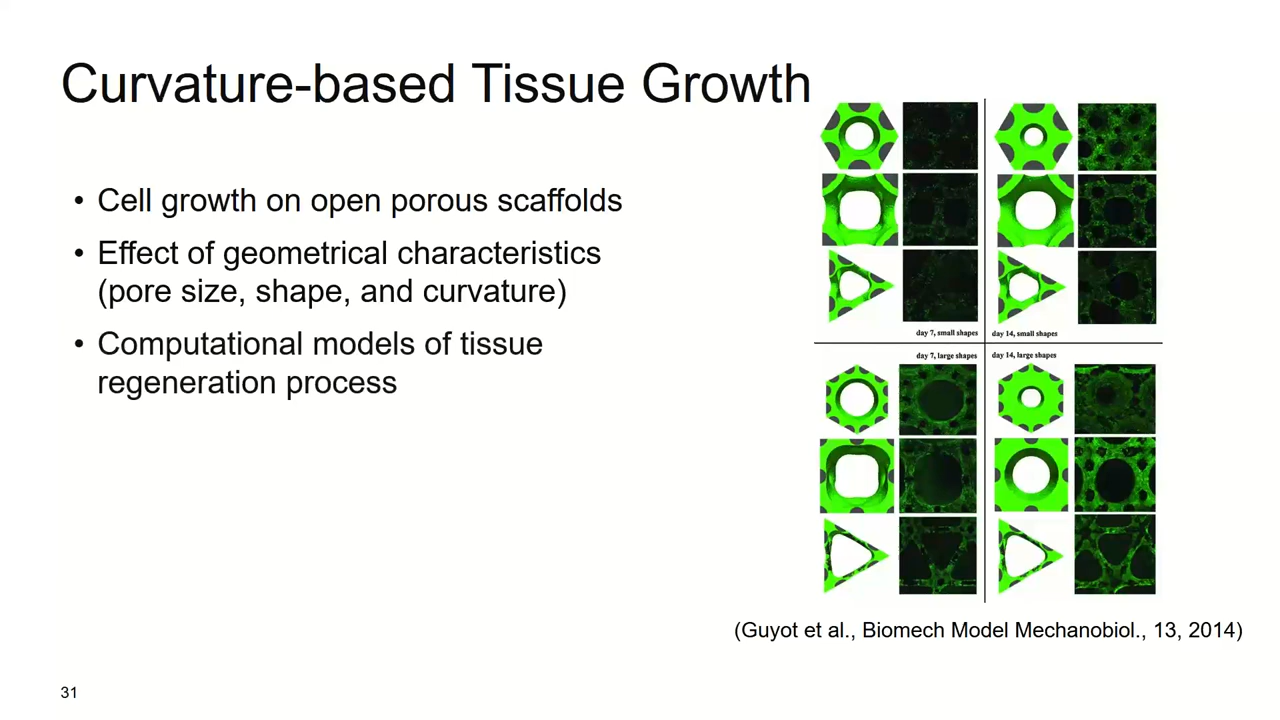 Curvature-based Tissue Growth
• Cell growth on open porous scaffolds
• Effect of geometrical characteristics
(pore size, shape, and curvature)
• Computational models of tissue
regeneration process
day 7, small shapes
day 14, small shapes
day 7, large shapes
day 14, large shapes
(Guyot et al., Biomech Model Mechanobiol., 13, 2014)
31